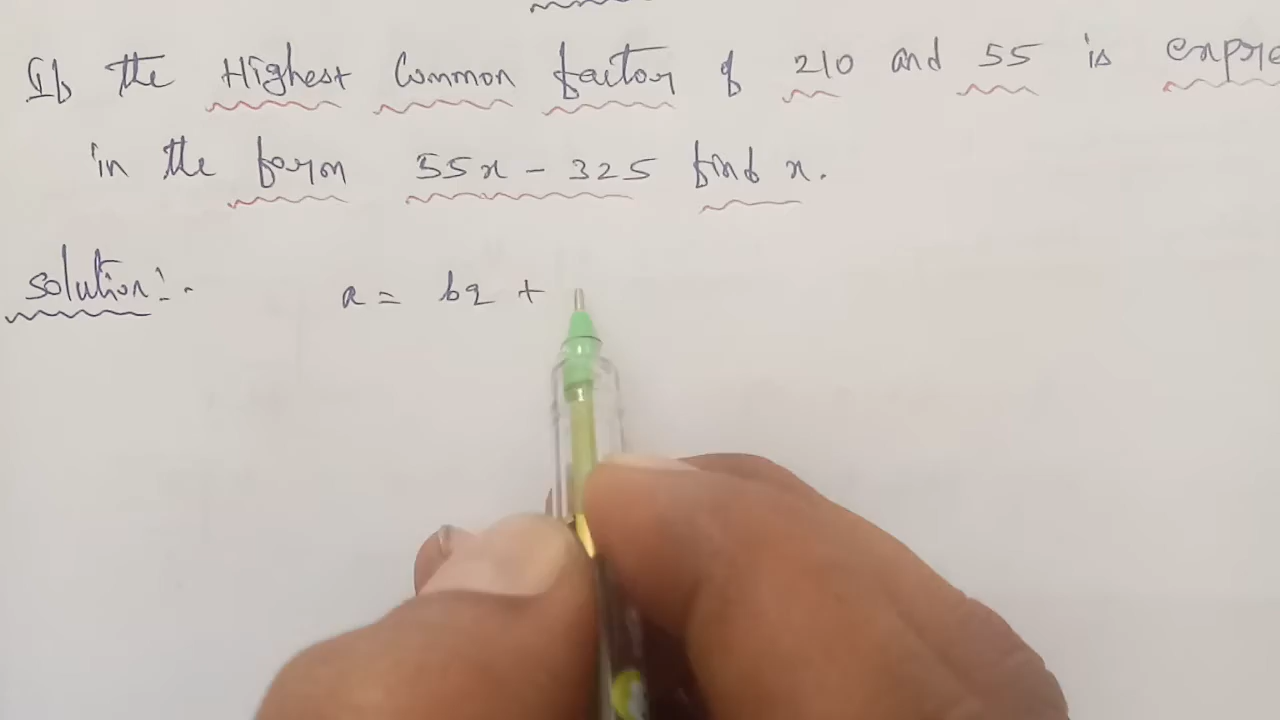 If the Highest Common factor of 210 and 55 is expre
in the form 55x - 325 find x.
Solution:-
a = bq +